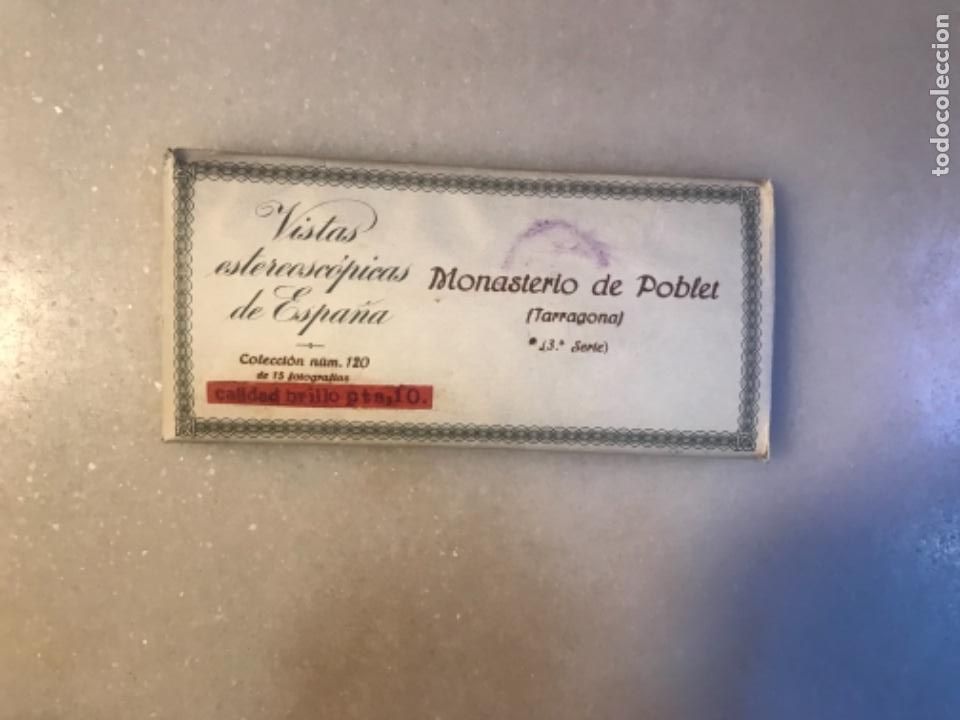 Vistas
estereoscópicas
de España
Colección núm. 120
de 15 fotografías
calidad brillo pts,10.
Monasterio de Poblet
(Tarragona)
(3.ª Serie)
todocoleccion